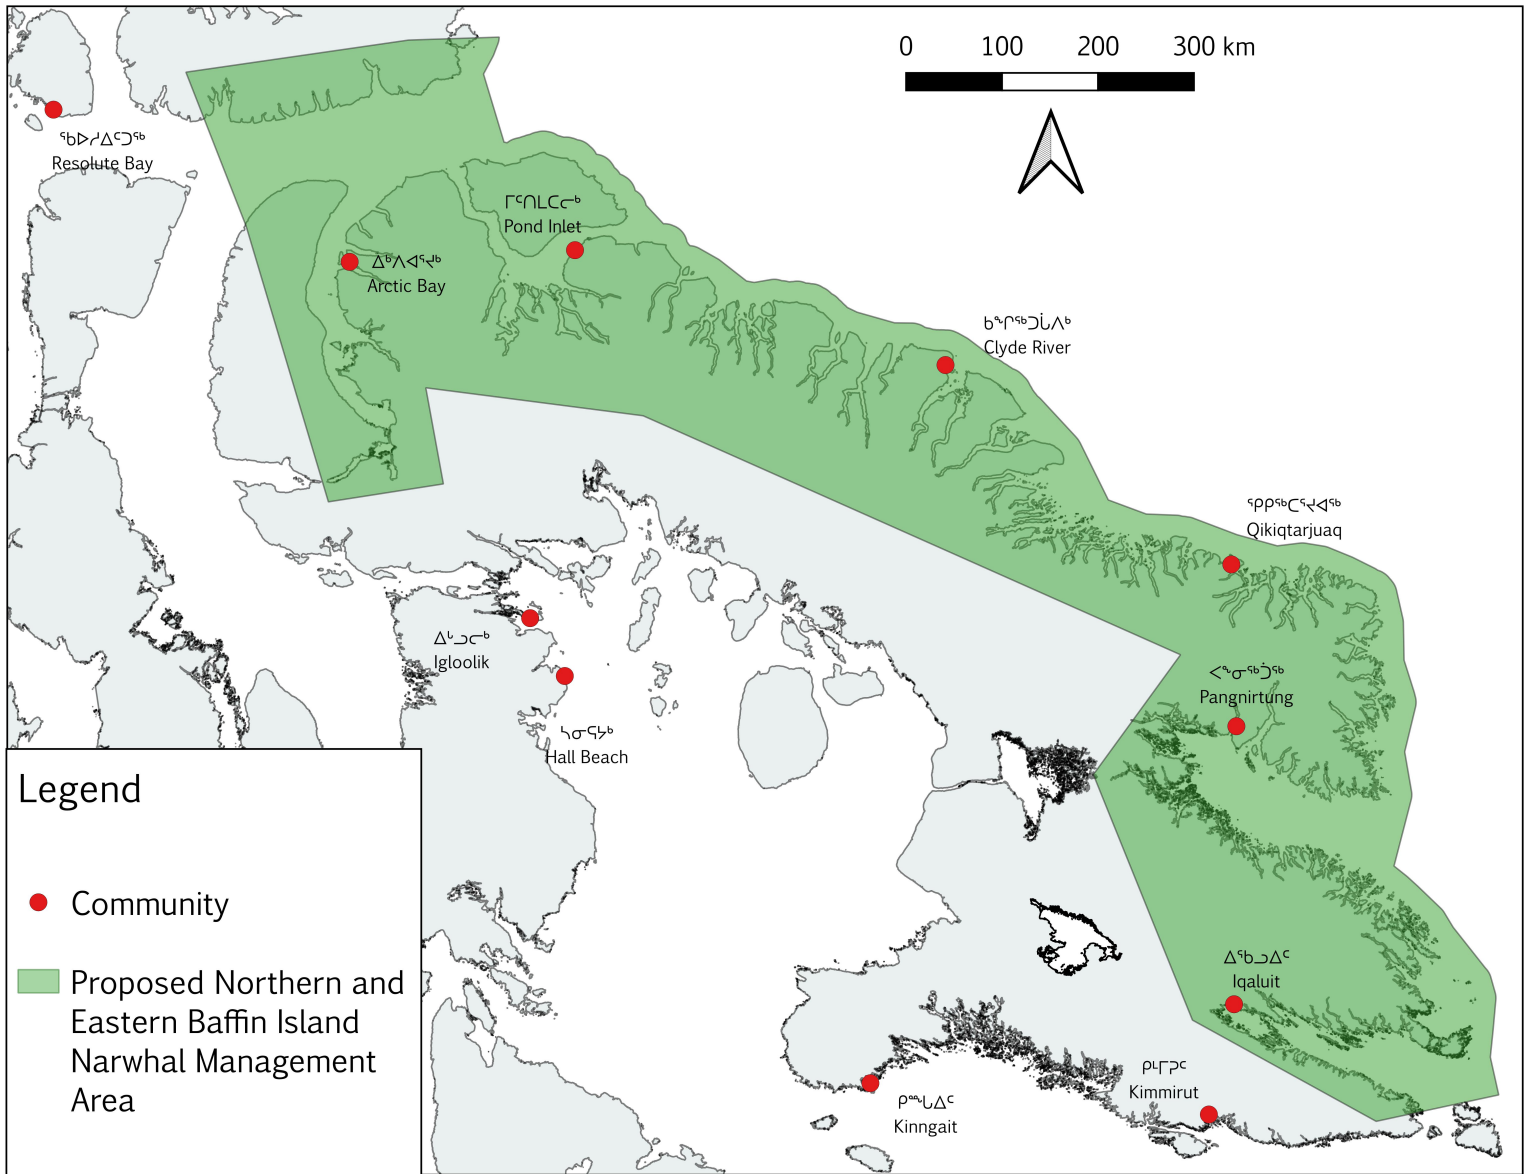 0 100 200 300 km
ᖃᐅᓱᐃᑦᑐᖅ
Resolute Bay
ᒥᑦᑎᒪᑕᓕᒃ
Pond Inlet
ᐃᒃᐱᐊᕐᔪᒃ
Arctic Bay
ᑲᖏᖅᑐᒑᐱᒃ
Clyde River
ᕿᑭᖅᑕᕐᔪᐊᖅ
Qikiqtarjuaq
ᐃᒡᓗᓕᒃ
Igloolik
ᐸᖕᓂᖅᑑᖅ
Pangnirtung
ᓴᓂᕋᔭᒃ
Hall Beach
ᐃᖃᓗᐃᑦ
Iqaluit
ᑭᙵᐃᑦ
Kinngait
ᑭᒻᒥᕈᑦ
Kimmirut
Legend
Community
Proposed Northern and
Eastern Baffin Island
Narwhal Management
Area